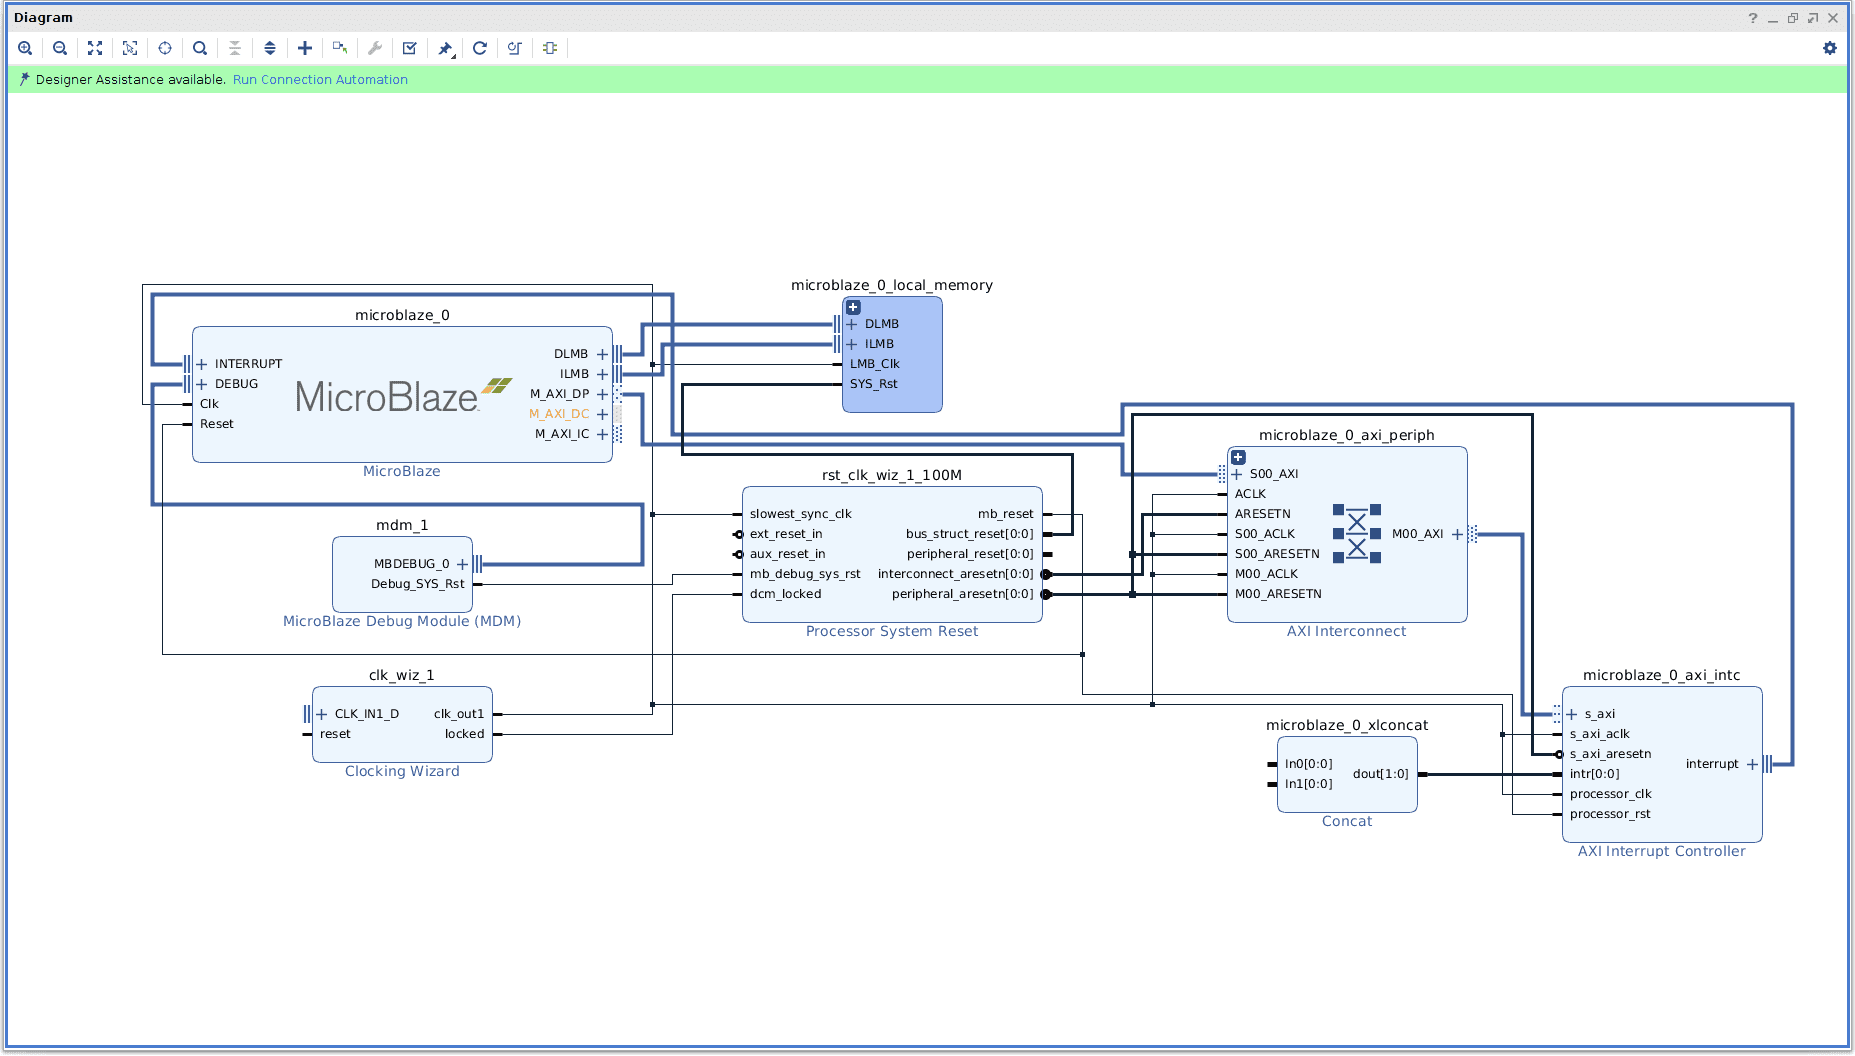 Diagram
Designer Assistance available. Run Connection Automation
microblaze_0_local_memory
DLMB
ILMB
LMB_Clk
SYS_Rst
microblaze_0
INTERRUPT
DEBUG
Clk
Reset
MicroBlaze
DLMB
ILMB
M_AXI_DP
M_AXI_DC
M_AXI_IC
MicroBlaze
microblaze_0_axi_periph
S00_AXI
ACLK
ARESETN
S00_ACLK
S00_ARESETN
M00_ACLK
M00_ARESETN
M00_AXI
AXI Interconnect
rst_clk_wiz_1_100M
slowest_sync_clk
ext_reset_in
aux_reset_in
mb_debug_sys_rst
dcm_locked
mb_reset
bus_struct_reset[0:0]
peripheral_reset[0:0]
interconnect_aresetn[0:0]
peripheral_aresetn[0:0]
Processor System Reset
mdm_1
MBDEBUG_0
Debug_SYS_Rst
MicroBlaze Debug Module (MDM)
clk_wiz_1
CLK_IN1_D
reset
clk_out1
locked
Clocking Wizard
microblaze_0_xlconcat
In0[0:0]
In1[0:0]
dout[1:0]
Concat
microblaze_0_axi_intc
s_axi
s_axi_aclk
s_axi_aresetn
intr[0:0]
processor_clk
processor_rst
interrupt
AXI Interrupt Controller